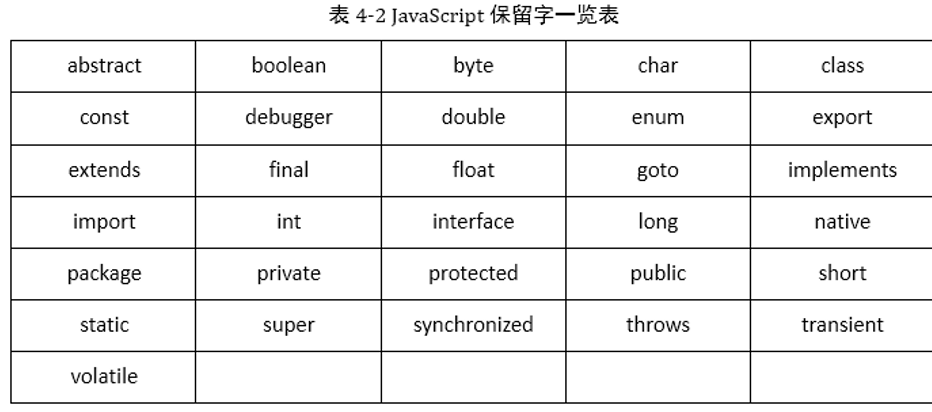 表 4-2 JavaScript 保留字一览表
abstract boolean byte char class
const debugger double enum export
extends final float goto implements
import int interface long native
package private protected public short
static super synchronized throws transient
volatile